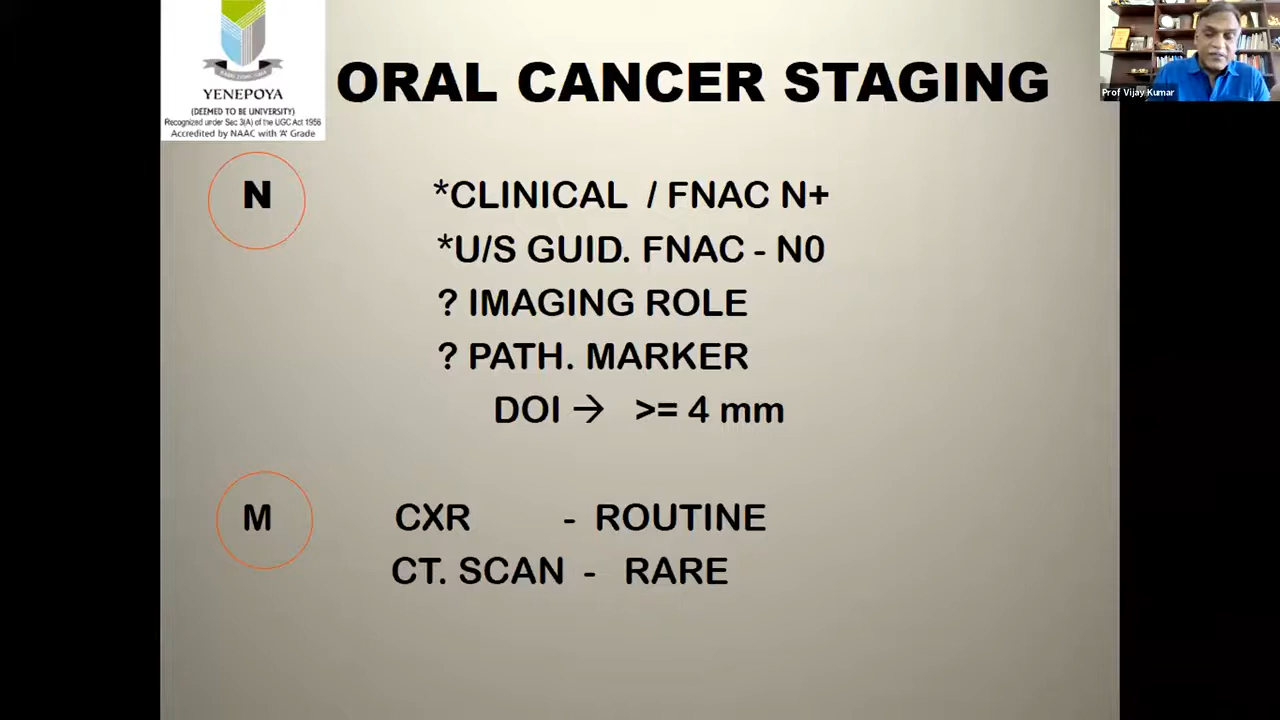 YENEPOYA
(DEEMED TO BE UNIVERSITY)
Recognized under Sec 3(A) of the UGC Act 1956
Accredited by NAAC with 'A' Grade
ORAL CANCER STAGING
Prof Vijay Kumar
N
*CLINICAL / FNAC N+
*U/S GUID. FNAC - N0
? IMAGING ROLE
? PATH. MARKER
DOI → >= 4 mm
M
CXR - ROUTINE
CT. SCAN - RARE